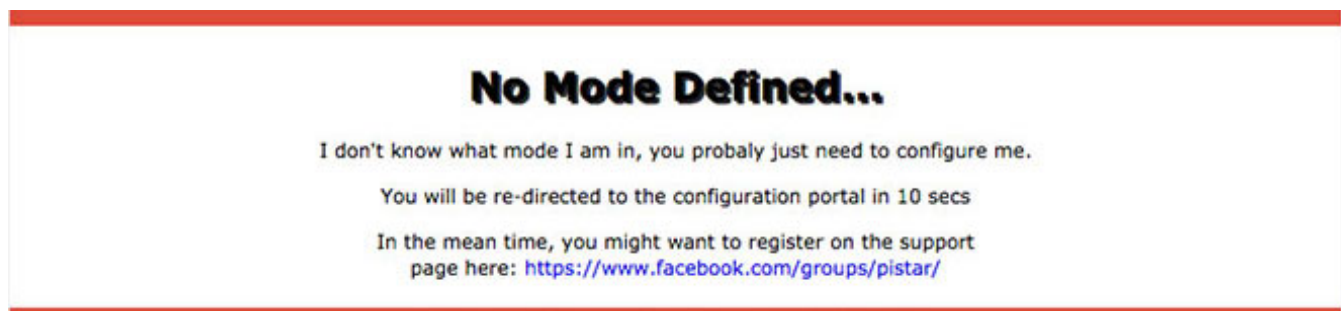 No Mode Defined...
I don't know what mode I am in, you probaly just need to configure me.
You will be re-directed to the configuration portal in 10 secs
In the mean time, you might want to register on the support
page here: https://www.facebook.com/groups/pistar/